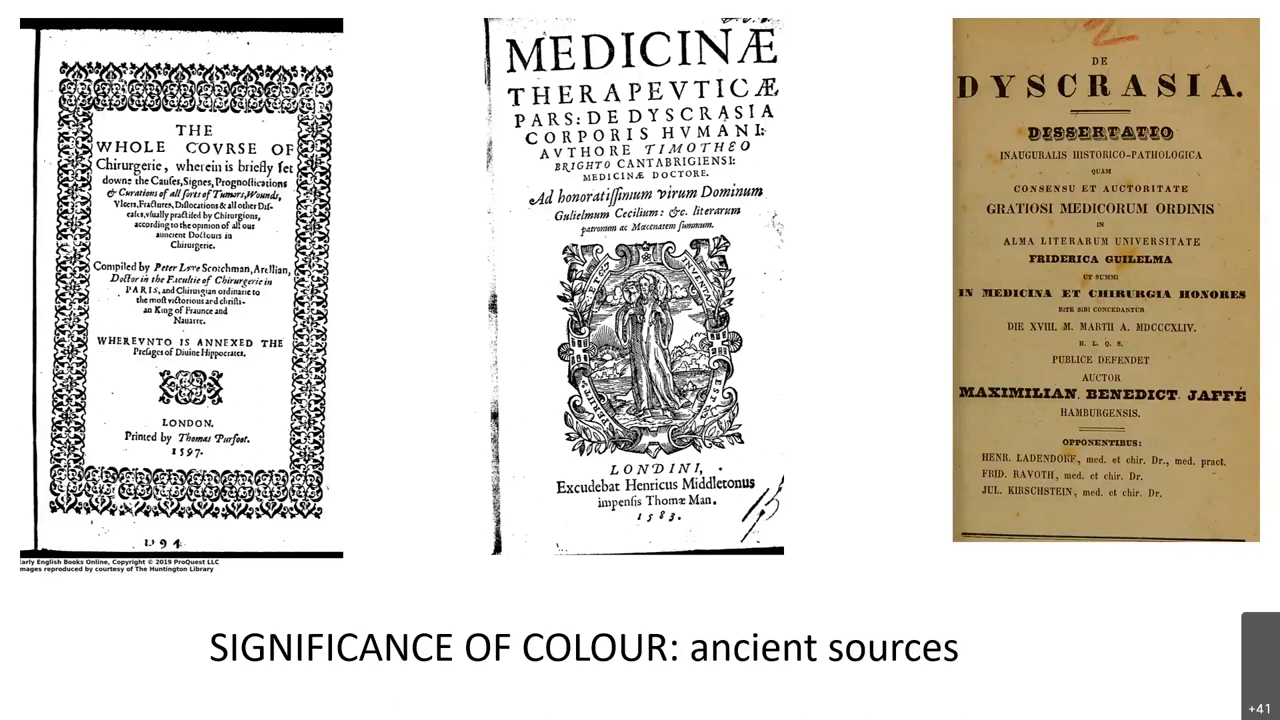 THE
WHOLE COVRSE OF
Chirurgerie, wherein is briefly set
downe the Causes, Signes, Prognostications
& Curations of all sorts of Tumors, Wounds,
Vlcers, Fractures, Dislocations & all other Dis-
eases, vsually practised by Chirurgions,
according to the opinion of all our
auncient Doctours in
Chirurgerie.
Compiled by Peter Lowe Scotchman, Arellian,
Doctor in the Facultie of Chirurgerie in
PARIS, and Chirurgian ordinarie to
the most victorious and christi-
an King of Fraunce and
Nauarre.
WHEREVNTO IS ANNEXED THE
Presages of Diuine Hippocrates.
LONDON.
Printed by Thomas Purfoot.
1597.
194
Early English Books Online, Copyright © 2019 ProQuest LLC
Images reproduced by courtesy of The Huntington Library
MEDICINÆ
THERAPEVTICÆ
PARS: DE DYSCRASIA
CORPORIS HVMANI:
AVTHORE TIMOTHEO
BRIGHTO CANTABRIGIENSI:
MEDICINÆ DOCTORE.
Ad honoratissimum virum Dominum
Gulielmum Cecilium: &c. literarum
patronum ac Mœcenatem summum.
LONDINI,
Excudebat Henricus Middletonus
impensis Thomæ Man.
1583.
DE
DYSCRASIA.
DISSERTATIO
INAUGURALIS HISTORICO-PATHOLOGICA
QUAM
CONSENSU ET AUCTORITATE
GRATIOSI MEDICORUM ORDINIS
IN
ALMA LITERARUM UNIVERSITATE
FRIDERICA GUILELMA
UT SUMMI
IN MEDICINA ET CHIRURGIA HONORES
RITE SIBI CONCEDANTUR
DIE XVIII. M. MARTII A. MDCCCXLIV.
H. L. Q. S.
PUBLICE DEFENDET
AUCTOR
MAXIMILIAN. BENEDICT. JAFFÉ
HAMBURGENSIS.
OPPONENTIBUS:
HENR. LADENDORF, med. et chir. Dr., med. pract.
FRID. RAVOTH, med. et chir. Dr.
JUL. KIRSCHSTEIN, med. et chir. Dr.
SIGNIFICANCE OF COLOUR: ancient sources
+41